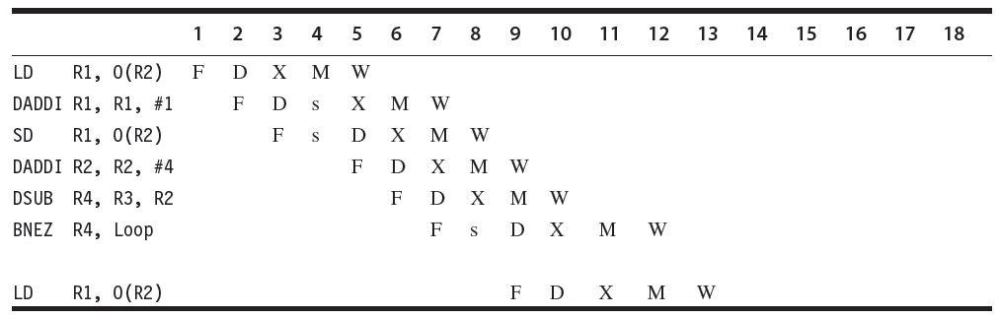 1 2 3 4 5 6 7 8 9 10 11 12 13 14 15 16 17 18
LD R1, 0(R2) F D X M W
DADDI R1, R1, #1 F D s X M W
SD R1, 0(R2) F s D X M W
DADDI R2, R2, #4 F D X M W
DSUB R4, R3, R2 F D X M W
BNEZ R4, Loop F s D X M W
LD R1, 0(R2) F D X M W